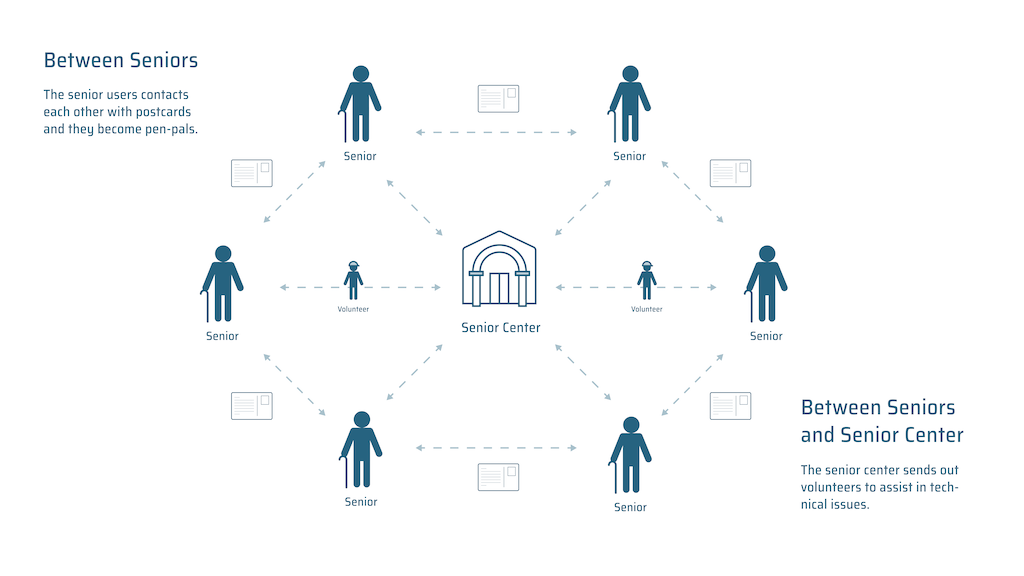 Between Seniors
The senior users contacts
each other with postcards
and they become pen-pals.
Senior
Senior
Senior
Volunteer
Senior Center
Volunteer
Senior
Senior
Senior
Between Seniors
and Senior Center
The senior center sends out
volunteers to assist in tech-
nical issues.